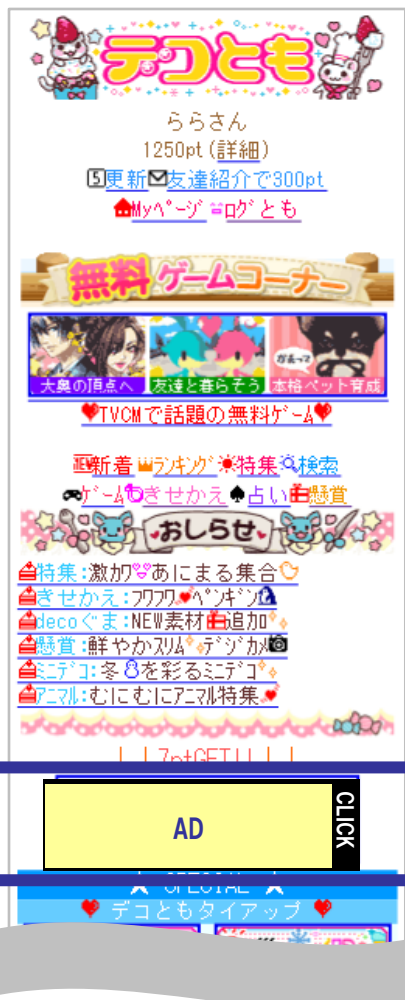 デコとも
ららさん
1250pt(詳細)
5更新 友達紹介で300pt
Myページ ログとも
無料ゲームコーナー
大奥の頂点へ 友達と暮らそう 本格ペット育成
TVCMで話題の無料ゲーム
NEW新着 ランキング 特集 検索
ゲーム きせかえ 占い 懸賞
おしらせ
特集:激カワ あにまる集合
きせかえ:フワフワ ペンギン
decoぐま:NEW素材 追加
懸賞:鮮やかスリム デジカメ
ミニデコ:冬 を彩るミニデコ
アニマル:むにむにアニマル特集
7ptGET!!
AD
CLICK
SPECIAL
デコともタイアップ